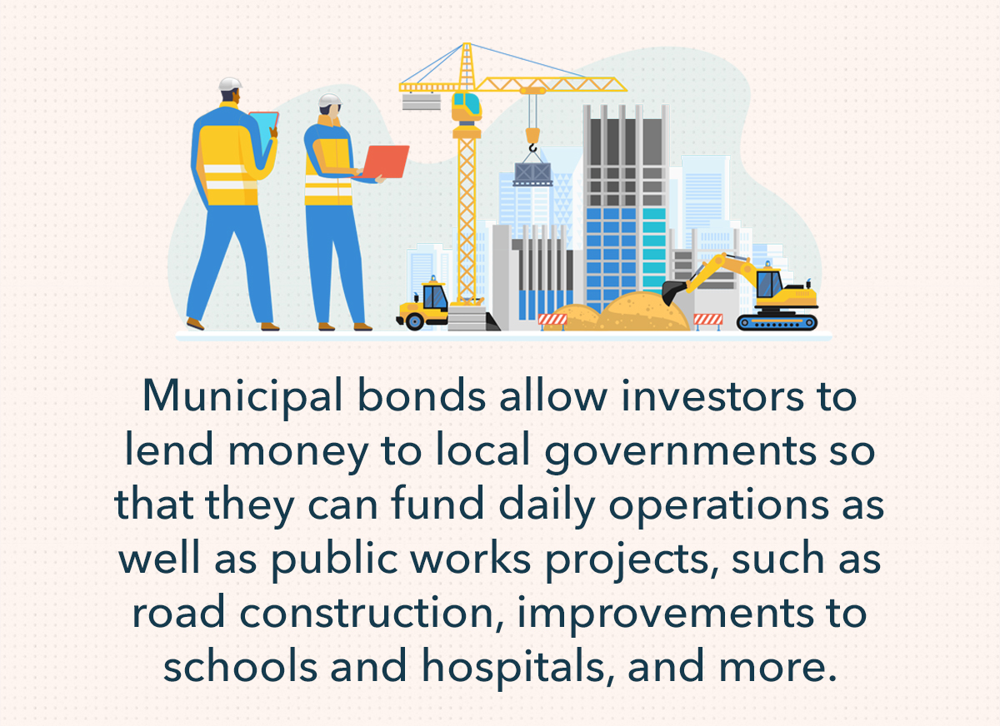 Municipal bonds allow investors to
lend money to local governments so
that they can fund daily operations as
well as public works projects, such as
road construction, improvements to
schools and hospitals, and more.